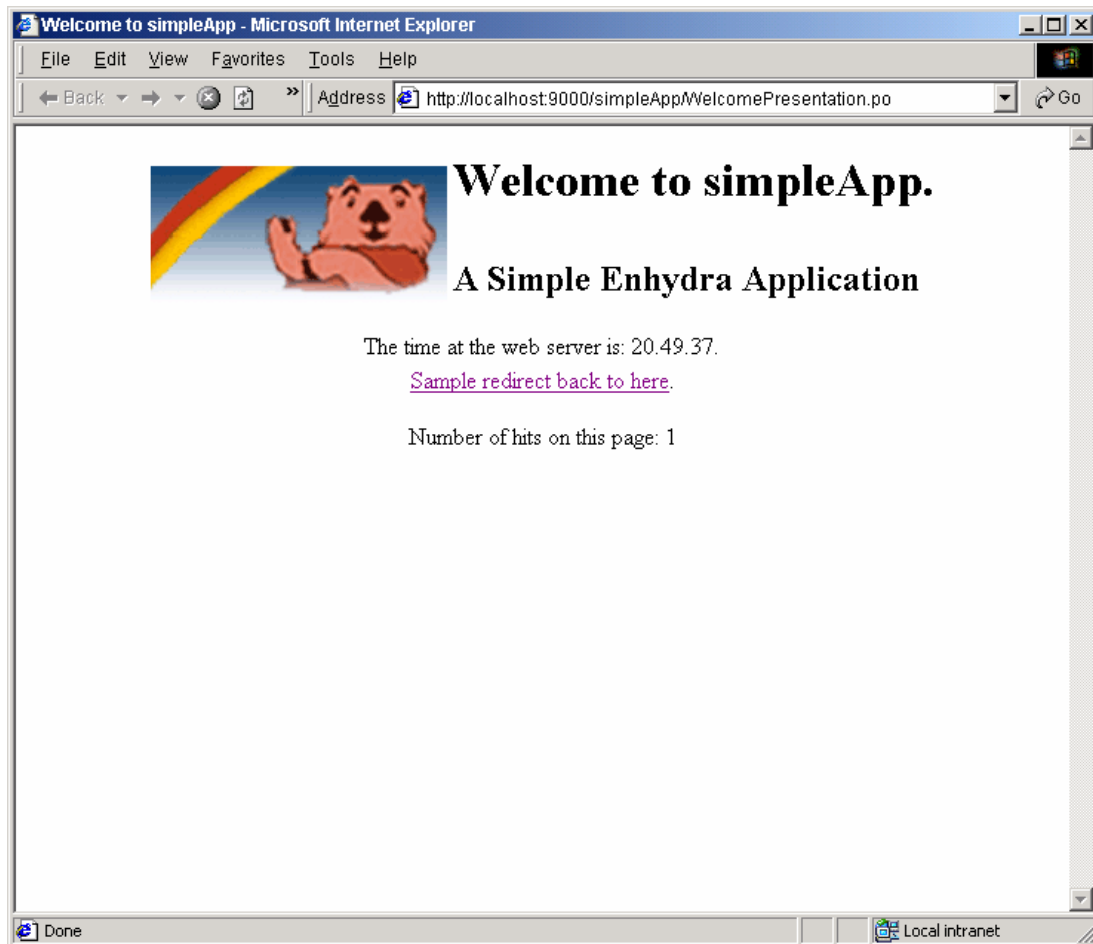 Welcome to simpleApp - Microsoft Internet Explorer
File Edit View Favorites Tools Help
Back » Address http://localhost:9000/simpleApp/WelcomePresentation.po Go
Welcome to simpleApp.
A Simple Enhydra Application
The time at the web server is: 20.49.37.
Sample redirect back to here.
Number of hits on this page: 1
Done Local intranet